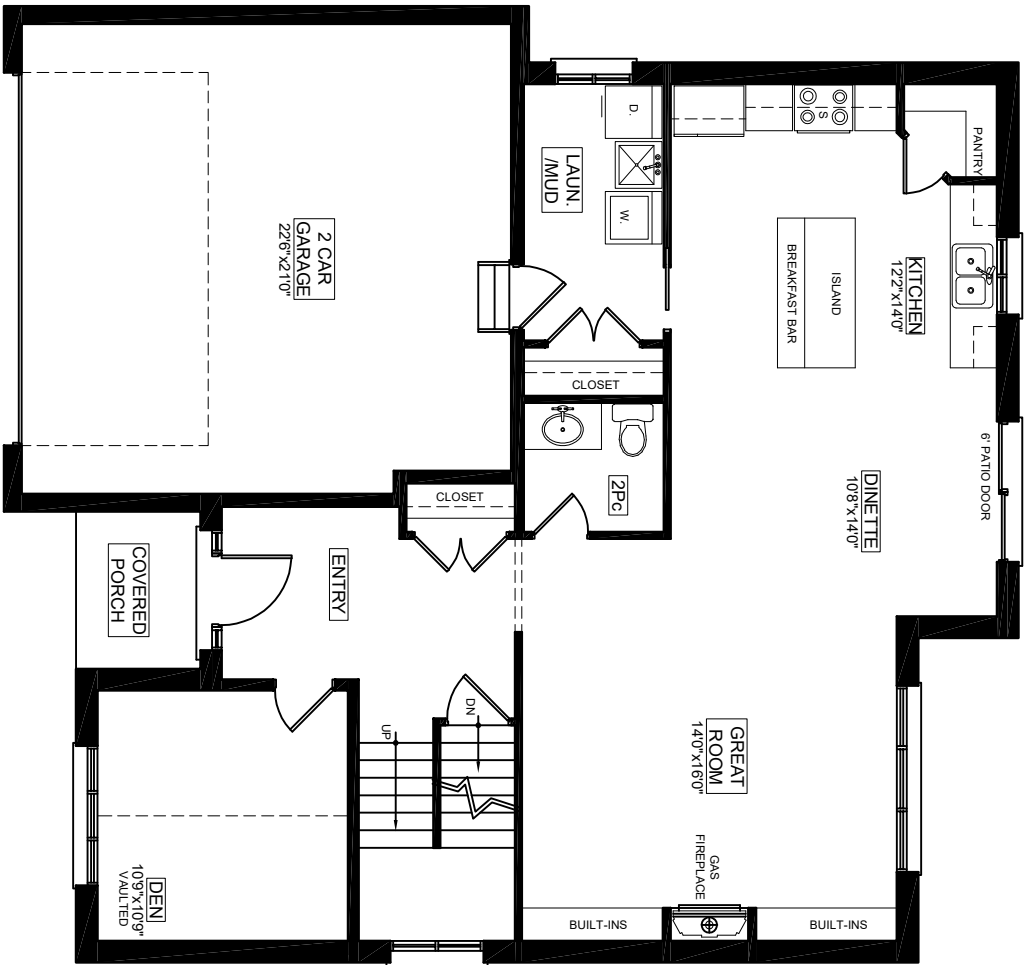 D.
LAUN.
/MUD
W.
S
PANTRY
KITCHEN
12'2"x14'0"
ISLAND
BREAKFAST BAR
2 CAR
GARAGE
22'6"x21'0"
CLOSET
2Pc
6' PATIO DOOR
DINETTE
10'8"x14'0"
CLOSET
ENTRY
COVERED
PORCH
DN
UP
GREAT
ROOM
14'0"x16'0"
GAS
FIREPLACE
DEN
10'9"x10'9"
VAULTED
BUILT-INS
BUILT-INS